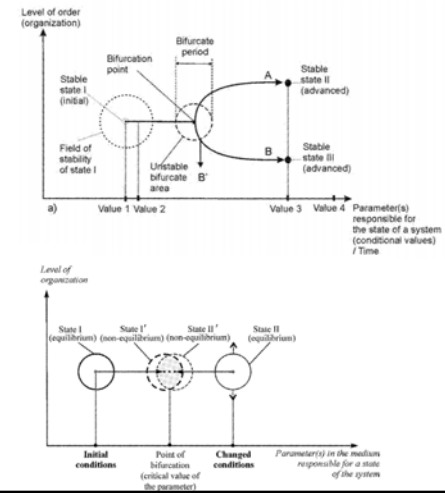 Level of order
(organization)
Bifurcate
period
Bifurcation
point
A
Stable
state II
(advanced)
Stable
state I
(initial)
Field of
stability
of state I
Unstable
bifurcate
area
B'
B
Stable
state III
(advanced)
a)
Value 1
Value 2
Value 3
Value 4
Parameter(s)
responsible for
the state of a system
(conditional values)
/ Time
Level of
organization
State I
(equilibrium)
State I'
(non-equilibrium)
State II'
(non-equilibrium)
State II
(equilibrium)
Initial
conditions
Point of
bifurcation
(critical value of
the parameter)
Changed
conditions
Parameter(s) in the medium
responsible for a state
of the system